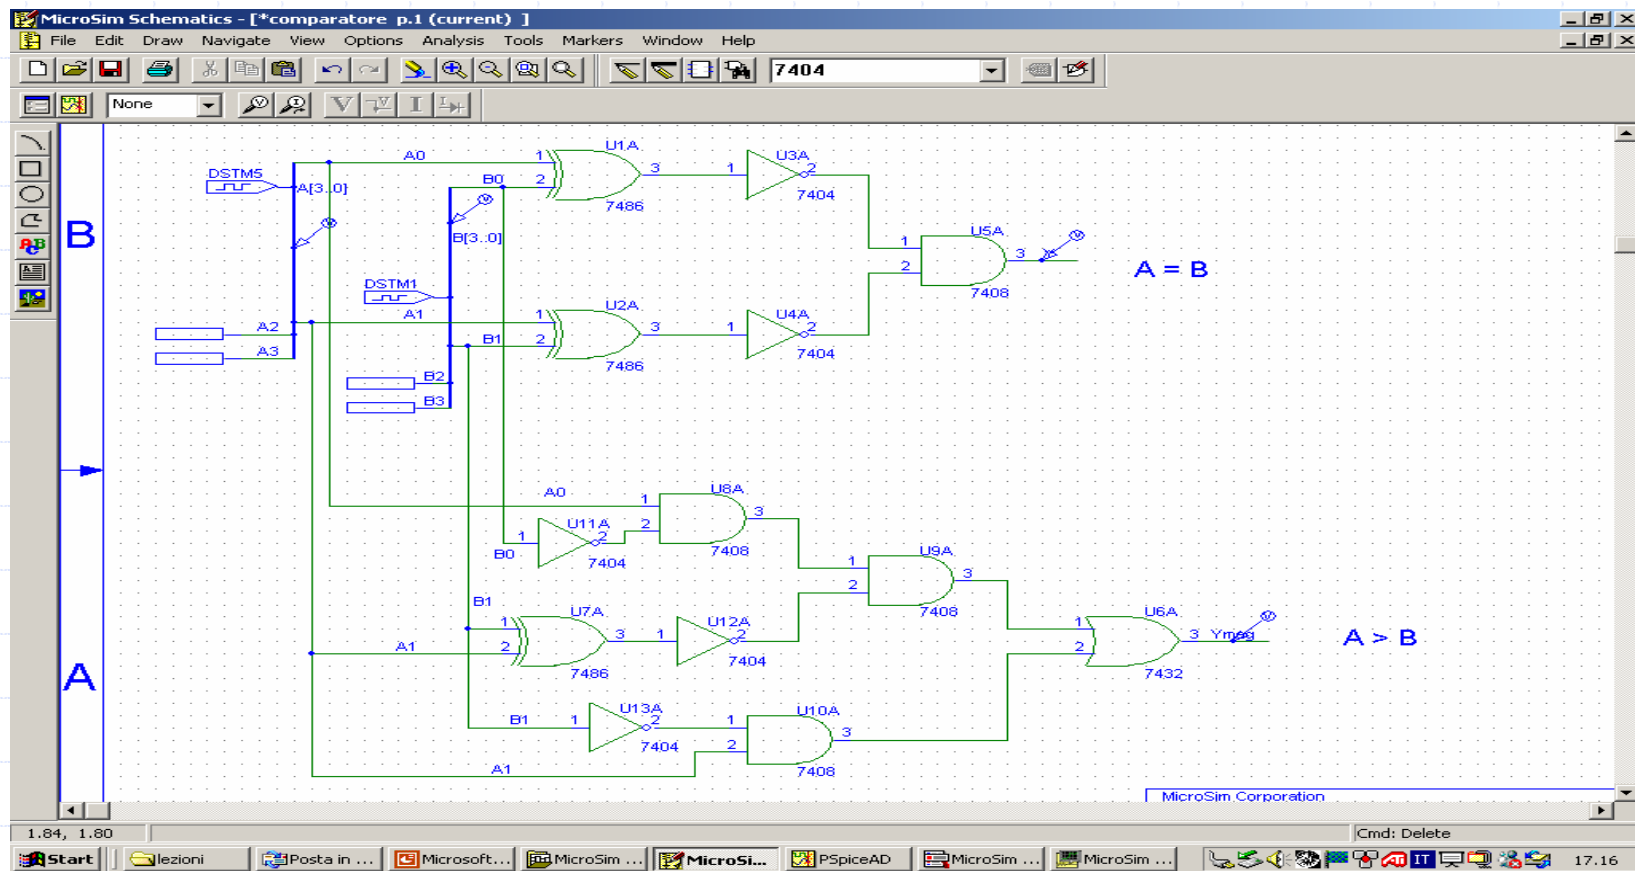 MicroSim Schematics - [*comparatore p.1 (current) ]
File Edit Draw Navigate View Options Analysis Tools Markers Window Help
7404
None
B
A
DSTM5
A[3..0]
A0
B0
1
2
U1A
3
7486
1
U3A
2
7404
B[3..0]
DSTM1
U5A
1
2
3
7408
A = B
A2
A3
A1
B1
1
2
U2A
3
7486
1
U4A
2
7404
B2
B3
A0
1
2
U8A
3
7408
B0
1
U11A
2
7404
U9A
1
2
3
7408
B1
A1
1
2
U7A
3
7486
1
U12A
2
7404
U6A
1
2
3
Ymag
7432
A > B
B1
1
U13A
2
7404
A1
1
2
U10A
3
7408
MicroSim Corporation
1.84, 1.80
Cmd: Delete
Start
lezioni
Posta in ...
Microsoft...
MicroSim ...
MicroSi...
PSpiceAD
MicroSim ...
MicroSim ...
IT
17.16